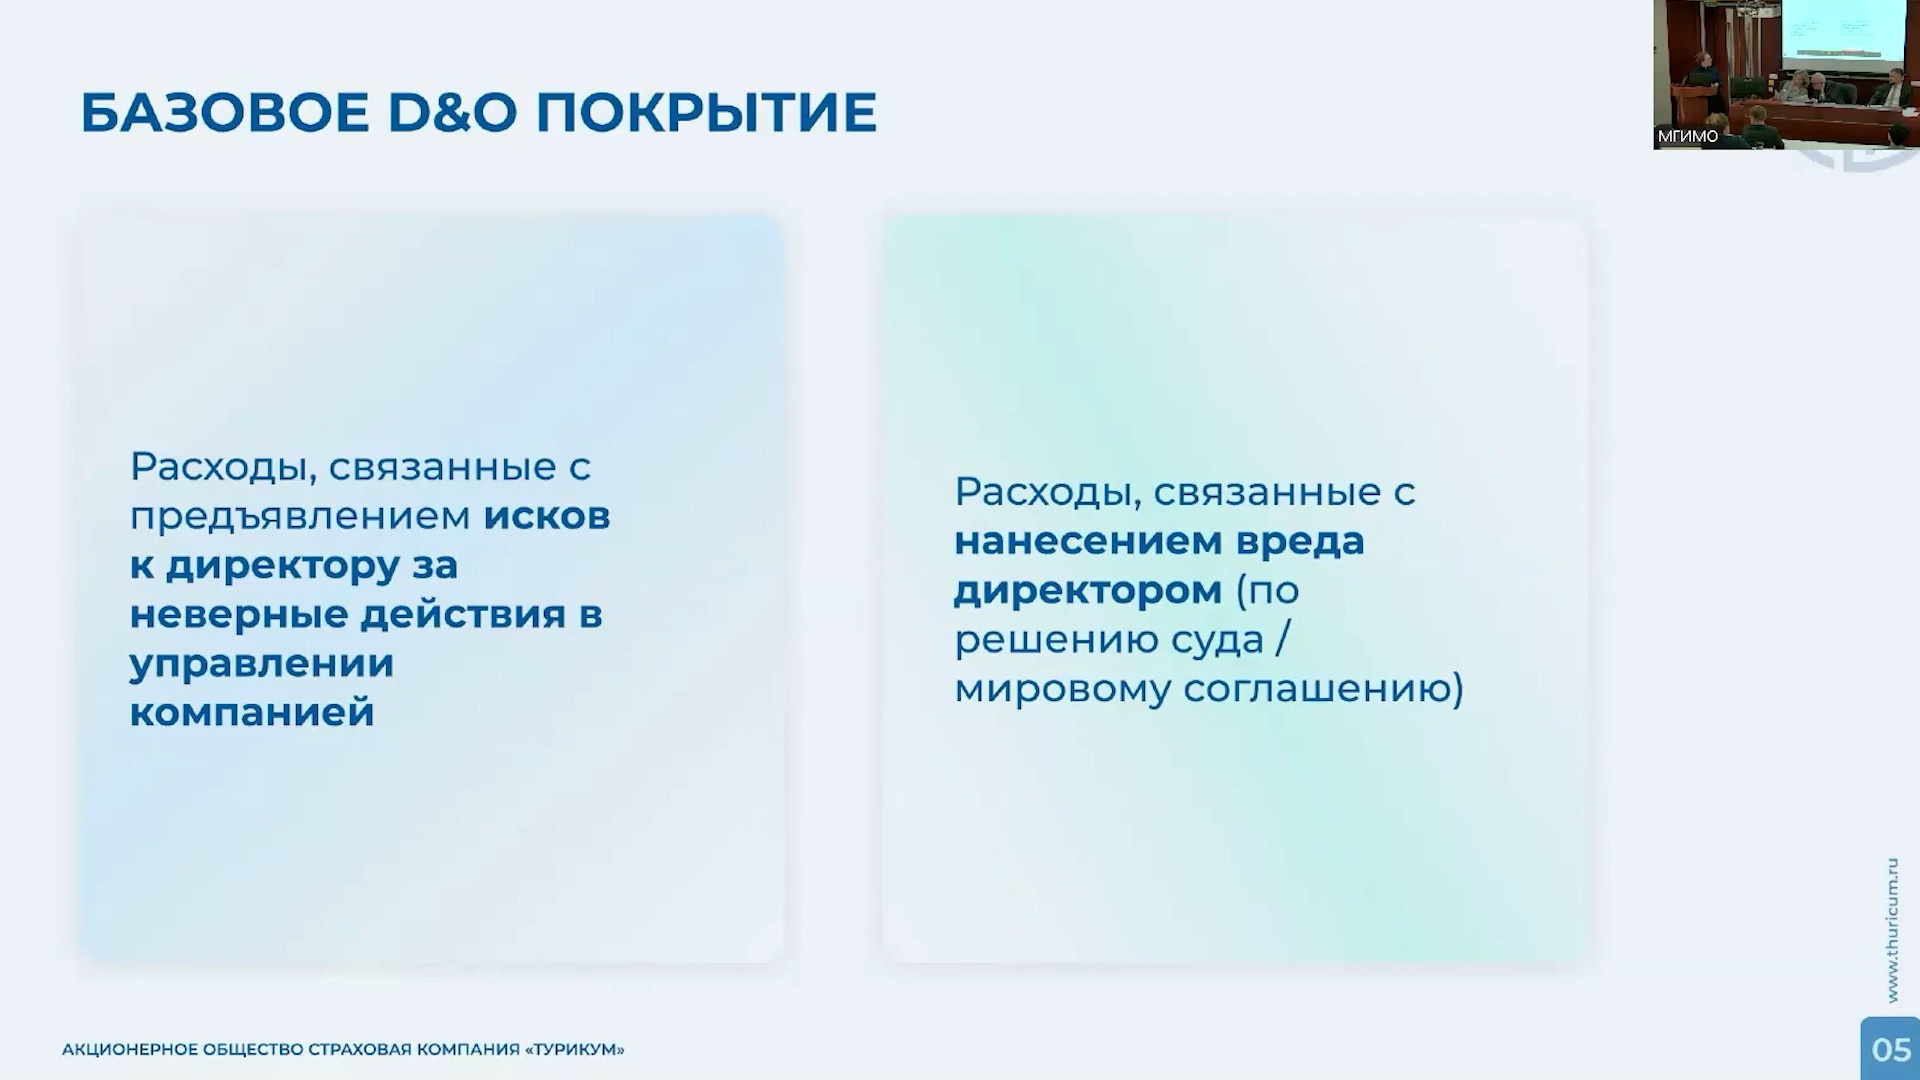 БАЗОВОЕ D&O ПОКРЫТИЕ
МГИМО
Расходы, связанные с
предъявлением исков
к директору за
неверные действия в
управлении
компанией
Расходы, связанные с
нанесением вреда
директором (по
решению суда /
мировому соглашению)
www.thuricum.ru
АКЦИОНЕРНОЕ ОБЩЕСТВО СТРАХОВАЯ КОМПАНИЯ «ТУРИКУМ»
05